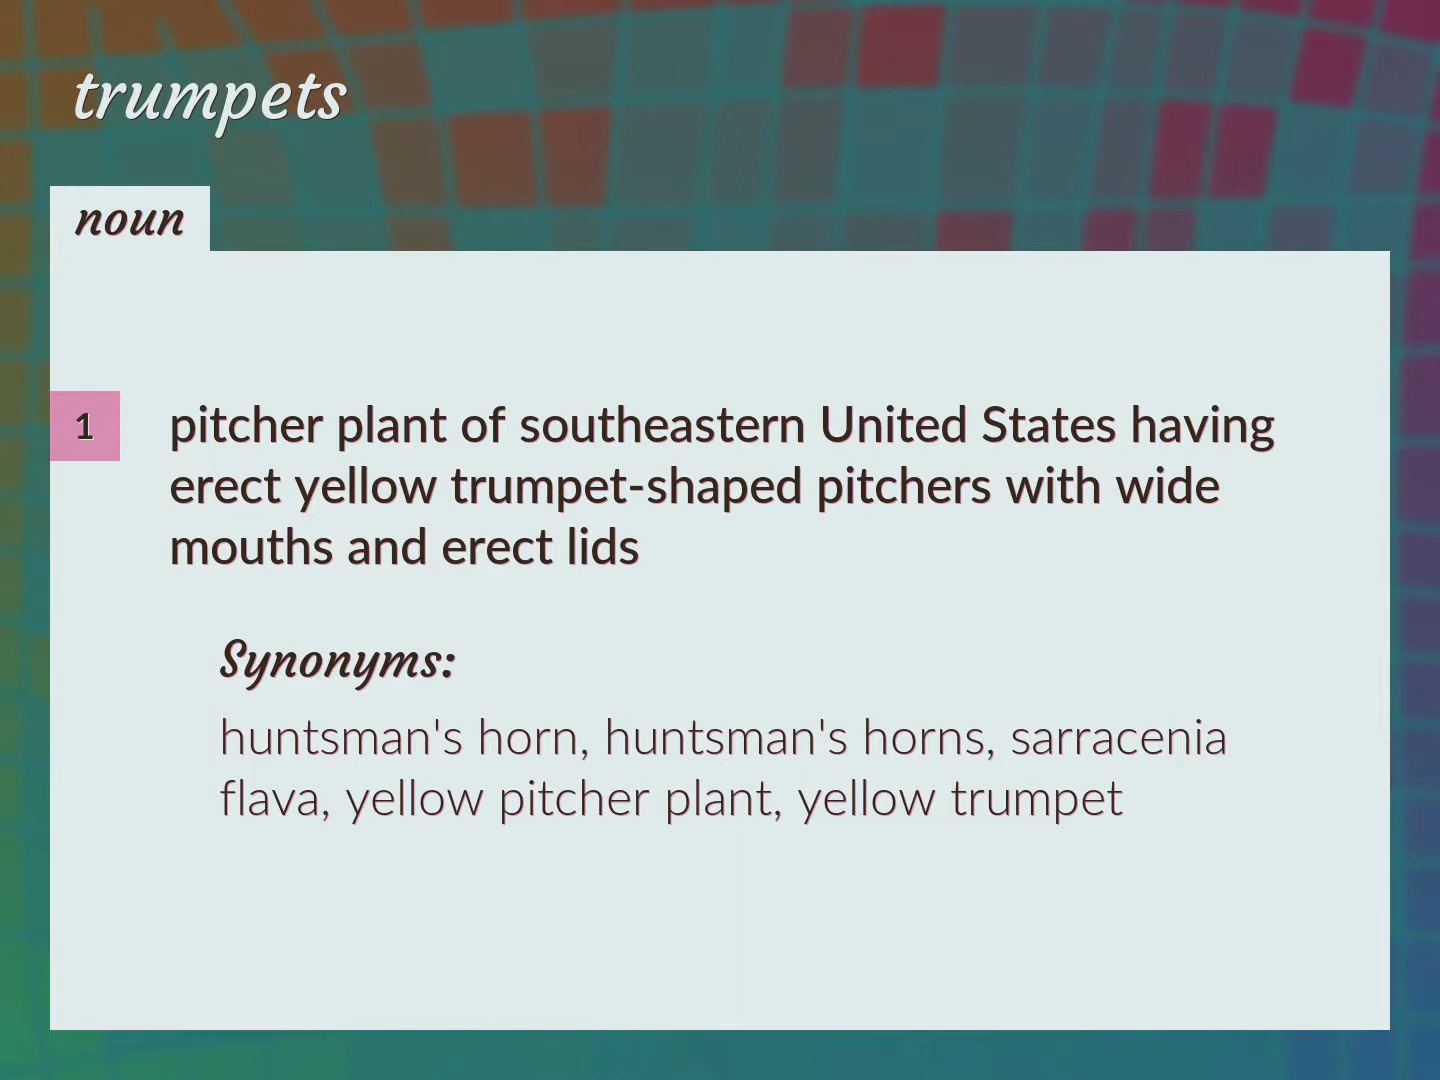 trumpets
noun
1
pitcher plant of southeastern United States having
erect yellow trumpet-shaped pitchers with wide
mouths and erect lids
Synonyms:
huntsman's horn, huntsman's horns, sarracenia
flava, yellow pitcher plant, yellow trumpet